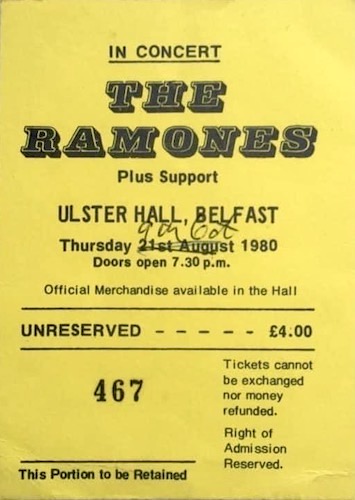 IN CONCERT
THE
RAMONES
Plus Support
ULSTER HALL, BELFAST
9th Oct
Thursday 21st August 1980
Doors open 7.30 p.m.
Official Merchandise available in the Hall
UNRESERVED - - - - - £4.00
467
Tickets cannot
be exchanged
nor money
refunded.
Right of
Admission
Reserved.
This Portion to be Retained